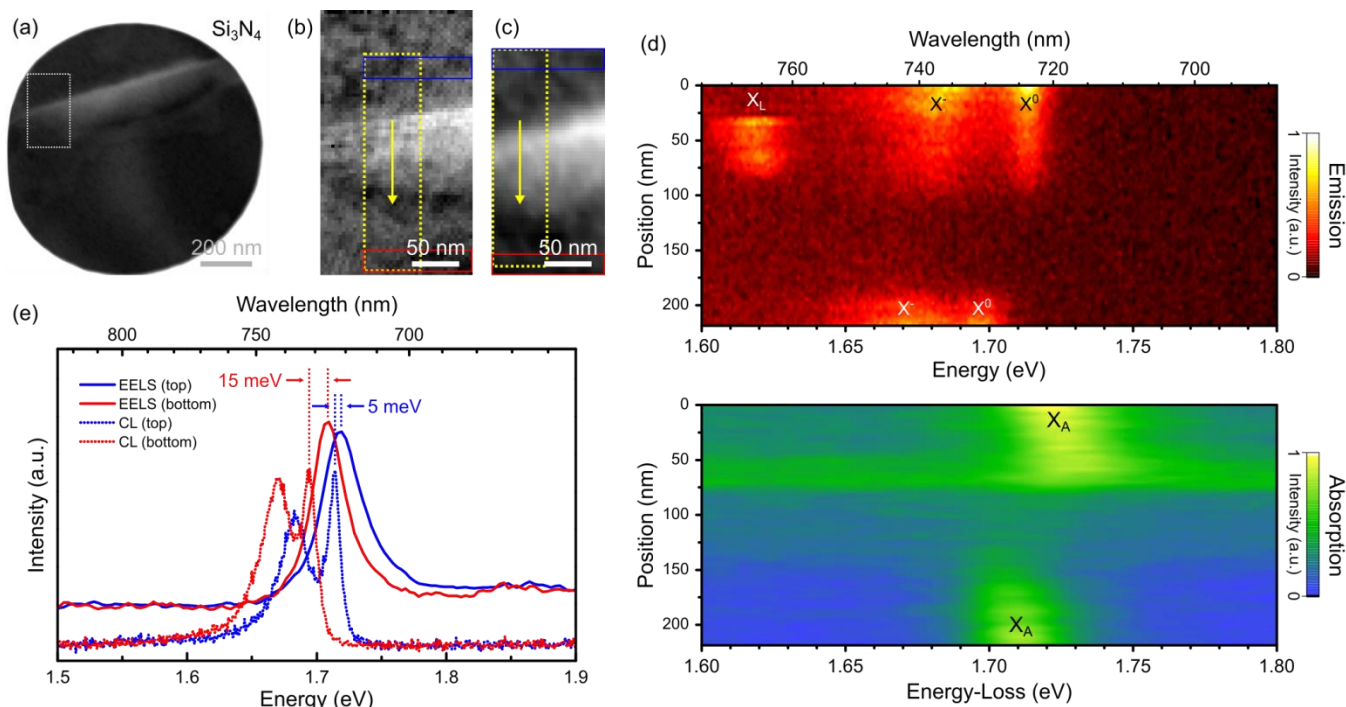 (a)
Si₃N₄
200 nm
(b)
50 nm
(c)
50 nm
(d)
Wavelength (nm)
760 740 720 700
Position (nm)
0
50
100
150
200
X_L
X⁻
X⁰
X⁻
X⁰
1.60 1.65 1.70 1.75 1.80
Energy (eV)
1
Intensity (a.u.)
0
Emission
Position (nm)
0
50
100
150
200
X_A
X_A
1.60 1.65 1.70 1.75 1.80
Energy-Loss (eV)
1
Intensity (a.u.)
0
Absorption
(e)
Wavelength (nm)
800 740 700
EELS (top)
EELS (bottom)
CL (top)
CL (bottom)
15 meV
5 meV
Intensity (a.u.)
1.5 1.6 1.7 1.8 1.9
Energy (eV)